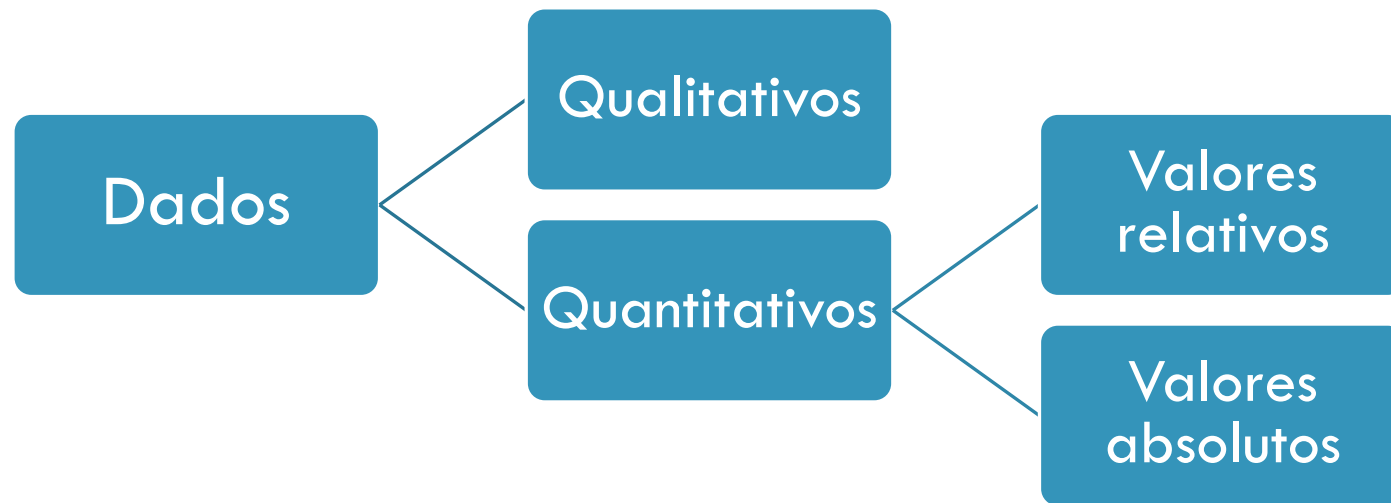 Dados
Qualitativos
Quantitativos
Valores
relativos
Valores
absolutos